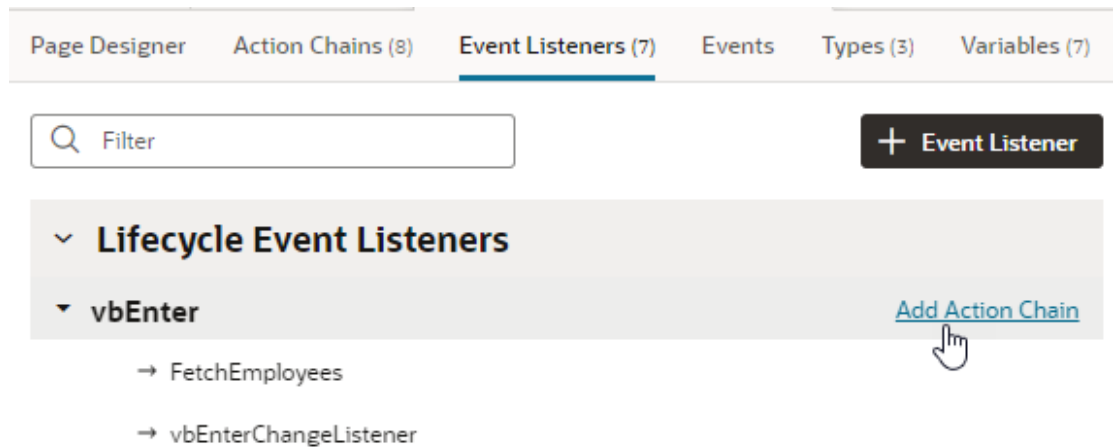 Page Designer Action Chains (8) Event Listeners (7) Events Types (3) Variables (7)
Filter + Event Listener
Lifecycle Event Listeners
vbEnter Add Action Chain
→ FetchEmployees
→ vbEnterChangeListener